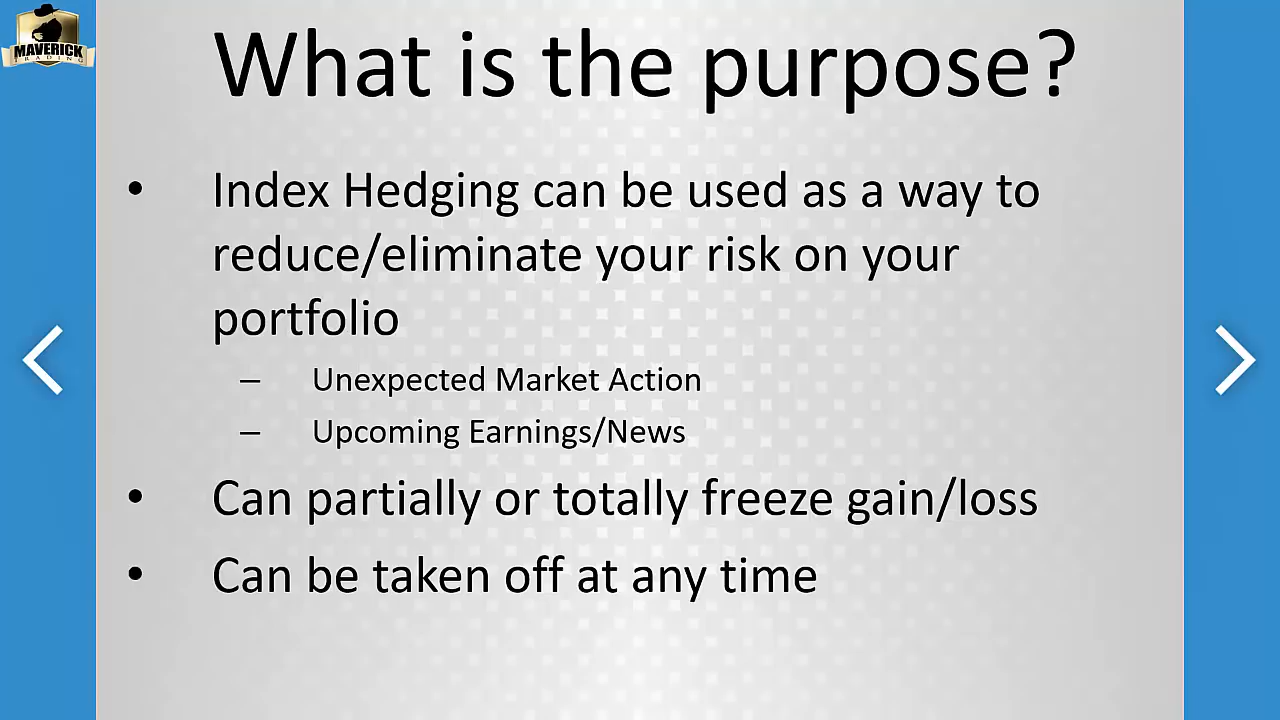 MAVERICK
TRADING
What is the purpose?
• Index Hedging can be used as a way to
reduce/eliminate your risk on your
portfolio
– Unexpected Market Action
– Upcoming Earnings/News
• Can partially or totally freeze gain/loss
• Can be taken off at any time